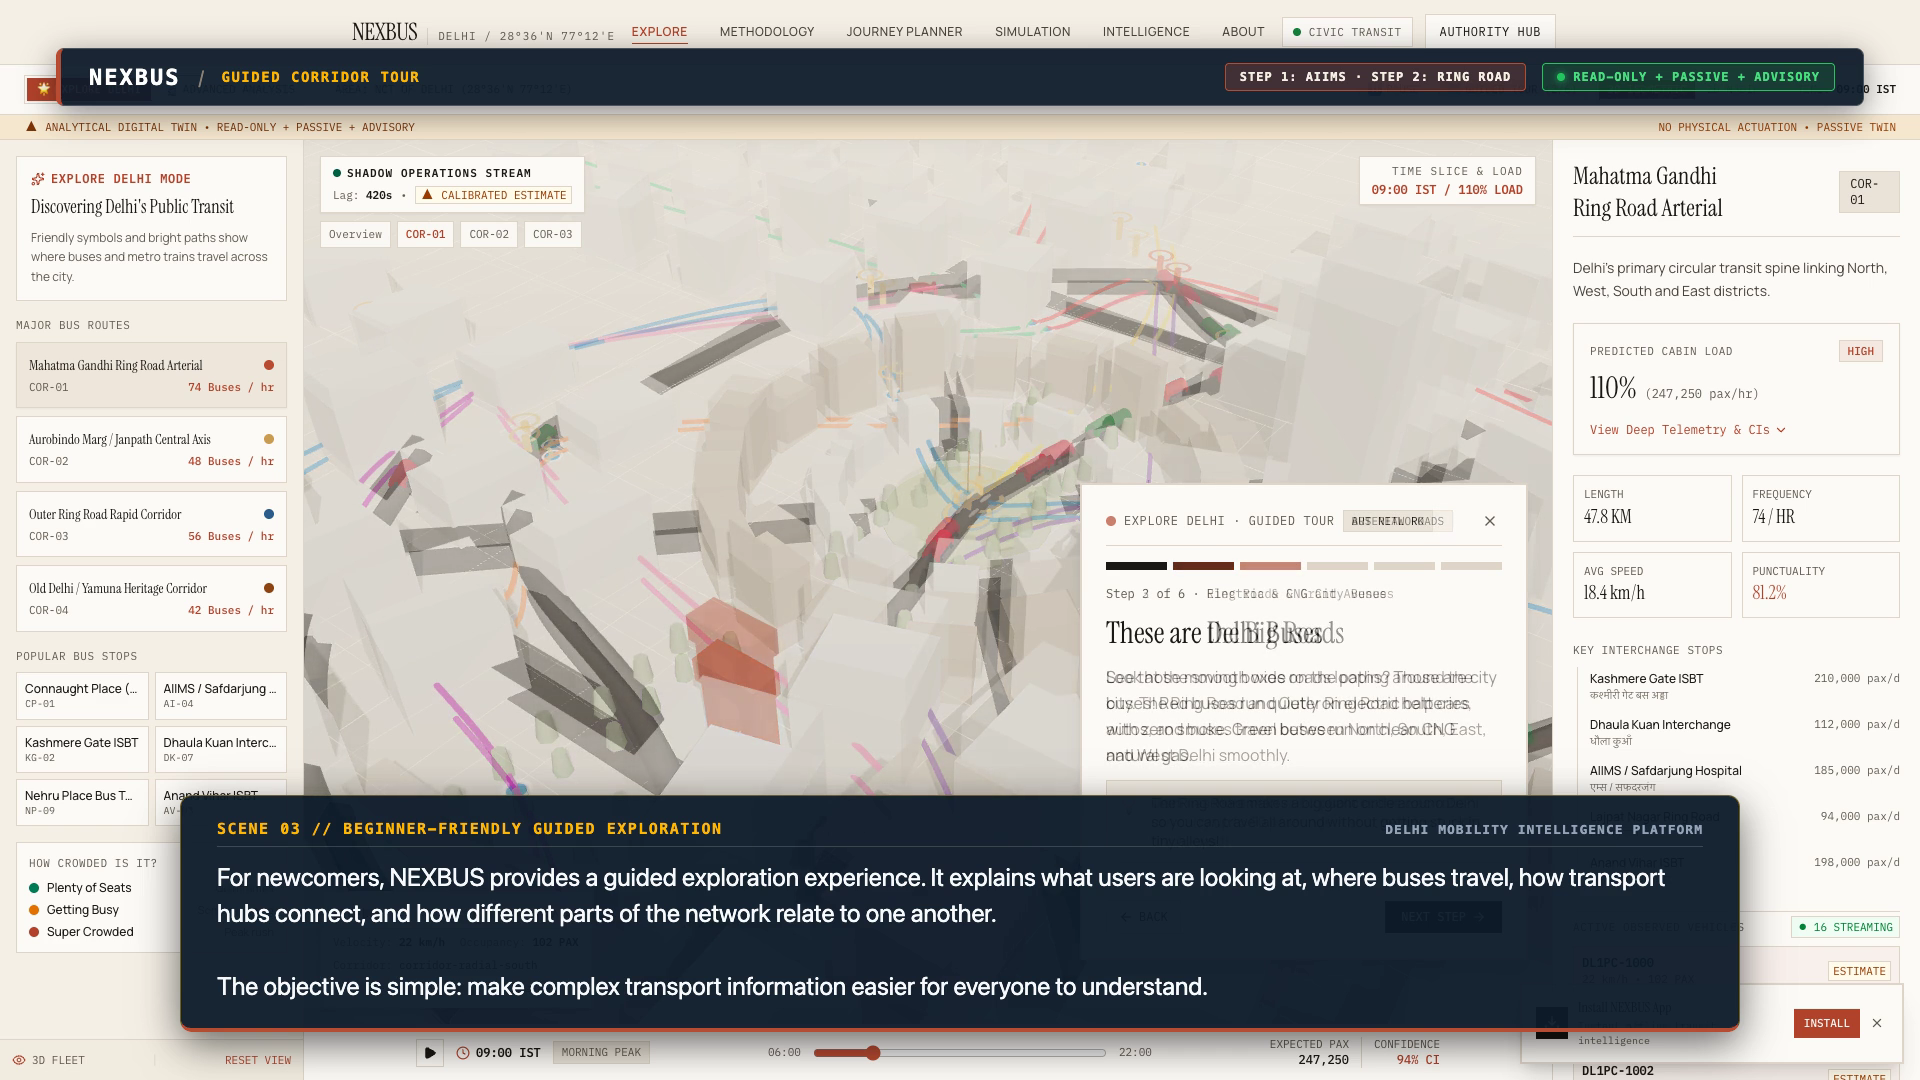 NEXBUS
DELHI / 28°36'N 77°12'E
EXPLORE
METHODOLOGY
JOURNEY PLANNER
SIMULATION
INTELLIGENCE
ABOUT
CIVIC TRANSIT
AUTHORITY HUB
NEXBUS / GUIDED CORRIDOR TOUR
STEP 1: AIIMS · STEP 2: RING ROAD
READ-ONLY + PASSIVE + ADVISORY
IST
ANALYTICAL DIGITAL TWIN • READ-ONLY + PASSIVE + ADVISORY
NO PHYSICAL ACTUATION • PASSIVE TWIN
EXPLORE DELHI MODE
Discovering Delhi's Public Transit
Friendly symbols and bright paths show
where buses and metro trains travel across
the city.
MAJOR BUS ROUTES
Mahatma Gandhi Ring Road Arterial
COR-01
74 Buses / hr
Aurobindo Marg / Janpath Central Axis
COR-02
48 Buses / hr
Outer Ring Road Rapid Corridor
COR-03
56 Buses / hr
Old Delhi / Yamuna Heritage Corridor
COR-04
42 Buses / hr
POPULAR BUS STOPS
Connaught Place (...
CP-01
AIIMS / Safdarjung ...
AI-04
Kashmere Gate ISBT
KG-02
Dhaula Kuan Interc...
DK-07
Nehru Place Bus T...
NP-09
Anand Vihar ISBT
HOW CROWDED IS IT?
Plenty of Seats
Getting Busy
Super Crowded
3D FLEET
RESET VIEW
SHADOW OPERATIONS STREAM
Lag: 420s • CALIBRATED ESTIMATE
Overview
COR-01
COR-02
COR-03
TIME SLICE & LOAD
09:00 IST / 110% LOAD
EXPLORE DELHI · GUIDED TOUR
of 6 ·
These are
Mahatma Gandhi
Ring Road Arterial
COR-
01
Delhi's primary circular transit spine linking North,
West, South and East districts.
PREDICTED CABIN LOAD
HIGH
110% (247,250 pax/hr)
View Deep Telemetry & CIs
LENGTH
47.8 KM
FREQUENCY
74 / HR
AVG SPEED
18.4 km/h
PUNCTUALITY
81.2%
KEY INTERCHANGE STOPS
Kashmere Gate ISBT
210,000 pax/d
कश्मीरी गेट बस अड्डा
Dhaula Kuan Interchange
112,000 pax/d
धौला कुआँ
AIIMS / Safdarjung Hospital
185,000 pax/d
एम्स / सफदरजंग
94,000 pax/d
198,000 pax/d
16 STREAMING
ESTIMATE
INSTALL
intelligence
DL1PC-1002
ESTIMATE
SCENE 03 // BEGINNER-FRIENDLY GUIDED EXPLORATION
DELHI MOBILITY INTELLIGENCE PLATFORM
For newcomers, NEXBUS provides a guided exploration experience. It explains what users are looking at, where buses travel, how transport
hubs connect, and how different parts of the network relate to one another.
The objective is simple: make complex transport information easier for everyone to understand.
← BACK
NEXT STEP →
09:00 IST
MORNING PEAK
06:00
22:00
EXPECTED PAX
247,250
CONFIDENCE
94% CI